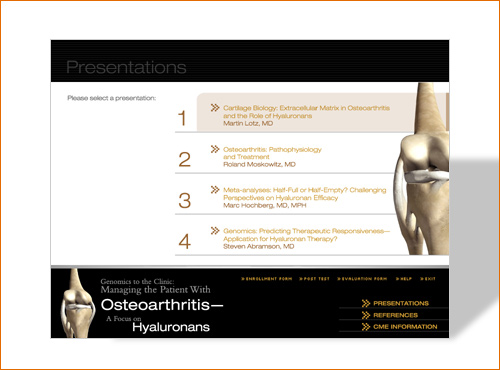 Presentations
Please select a presentation:
1
Cartilage Biology: Extracellular Matrix in Osteoarthritis
and the Role of Hyaluronans
Martin Lotz, MD
2
Osteoarthritis: Pathophysiology
and Treatment
Roland Moskowitz, MD
3
Meta-analyses: Half-Full or Half-Empty? Challenging
Perspectives on Hyaluronan Efficacy
Marc Hochberg, MD, MPH
4
Genomics: Predicting Therapeutic Responsiveness—
Application for Hyaluronan Therapy?
Steven Abramson, MD
ENROLLMENT FORM POST TEST EVALUATION FORM HELP EXIT
Genomics to the Clinic:
Managing the Patient With
Osteoarthritis—
A Focus on
Hyaluronans
PRESENTATIONS
REFERENCES
CME INFORMATION